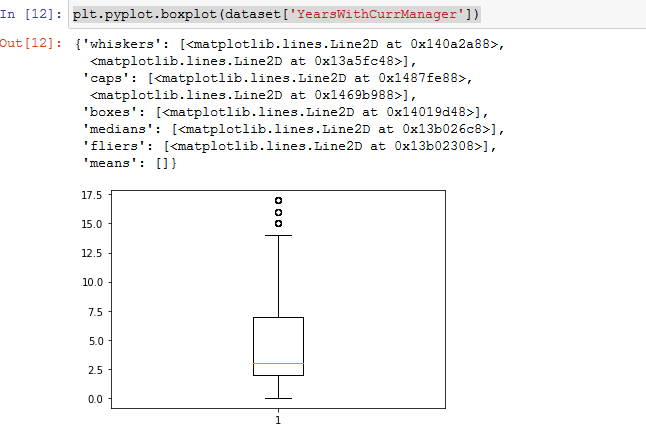 In [12]: plt.pyplot.boxplot(dataset['YearsWithCurrManager'])
Out[12]: {'whiskers': [<matplotlib.lines.Line2D at 0x140a2a88>,
<matplotlib.lines.Line2D at 0x13a5fc48>],
'caps': [<matplotlib.lines.Line2D at 0x1487fe88>,
<matplotlib.lines.Line2D at 0x1469b988>],
'boxes': [<matplotlib.lines.Line2D at 0x14019d48>],
'medians': [<matplotlib.lines.Line2D at 0x13b026c8>],
'fliers': [<matplotlib.lines.Line2D at 0x13b02308>],
'means': []}
17.5
15.0
12.5
10.0
7.5
5.0
2.5
0.0
1